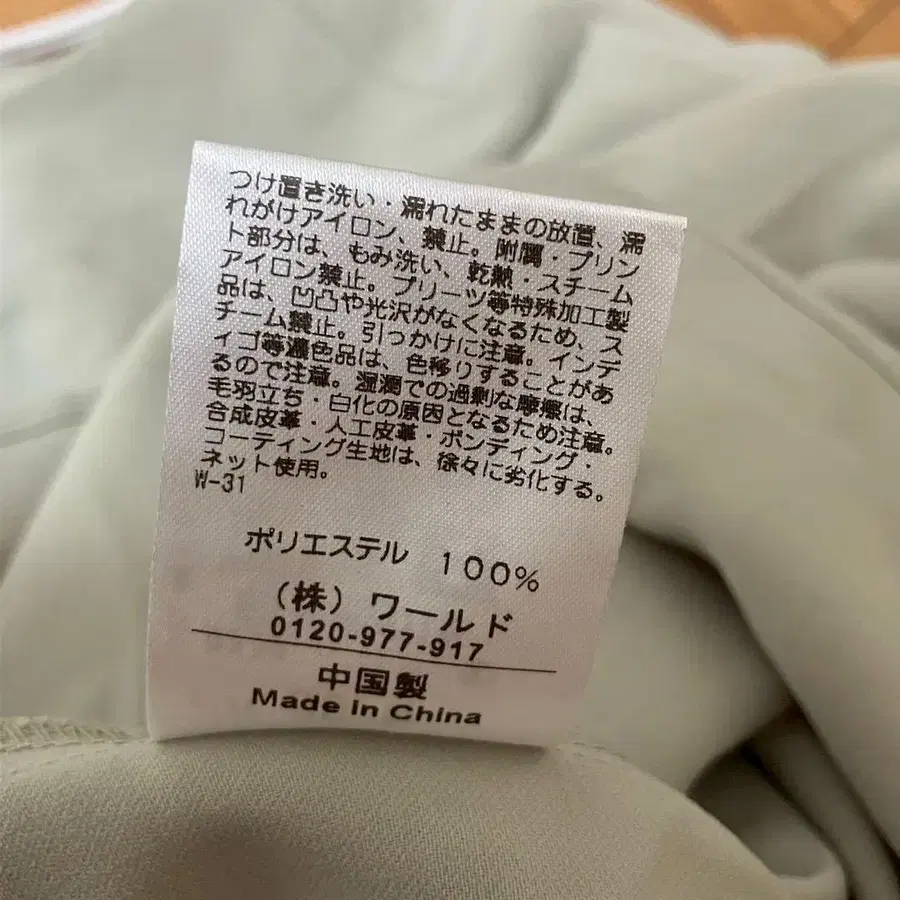 つけ置き洗い・濡れたままの放置、濡
れがけアイロン、禁止。附属・プリン
ト部分は、もみ洗い、乾熱・スチーム
アイロン禁止。プリーツ等特殊加工製
品は、凹凸や光沢がなくなるため、ス
チーム禁止。引っかけに注意。インデ
ィゴ等濃色品は、色移りすることがあ
るので注意。湿潤での過剰な摩擦は、
毛羽立ち・白化の原因となるため注意。
合成皮革・人工皮革・ボンディング・
コーティング生地は、徐々に劣化する。
ネット使用。
W-31
ポリエステル 100%
（株）ワールド
0120-977-917
中国製
Made in China